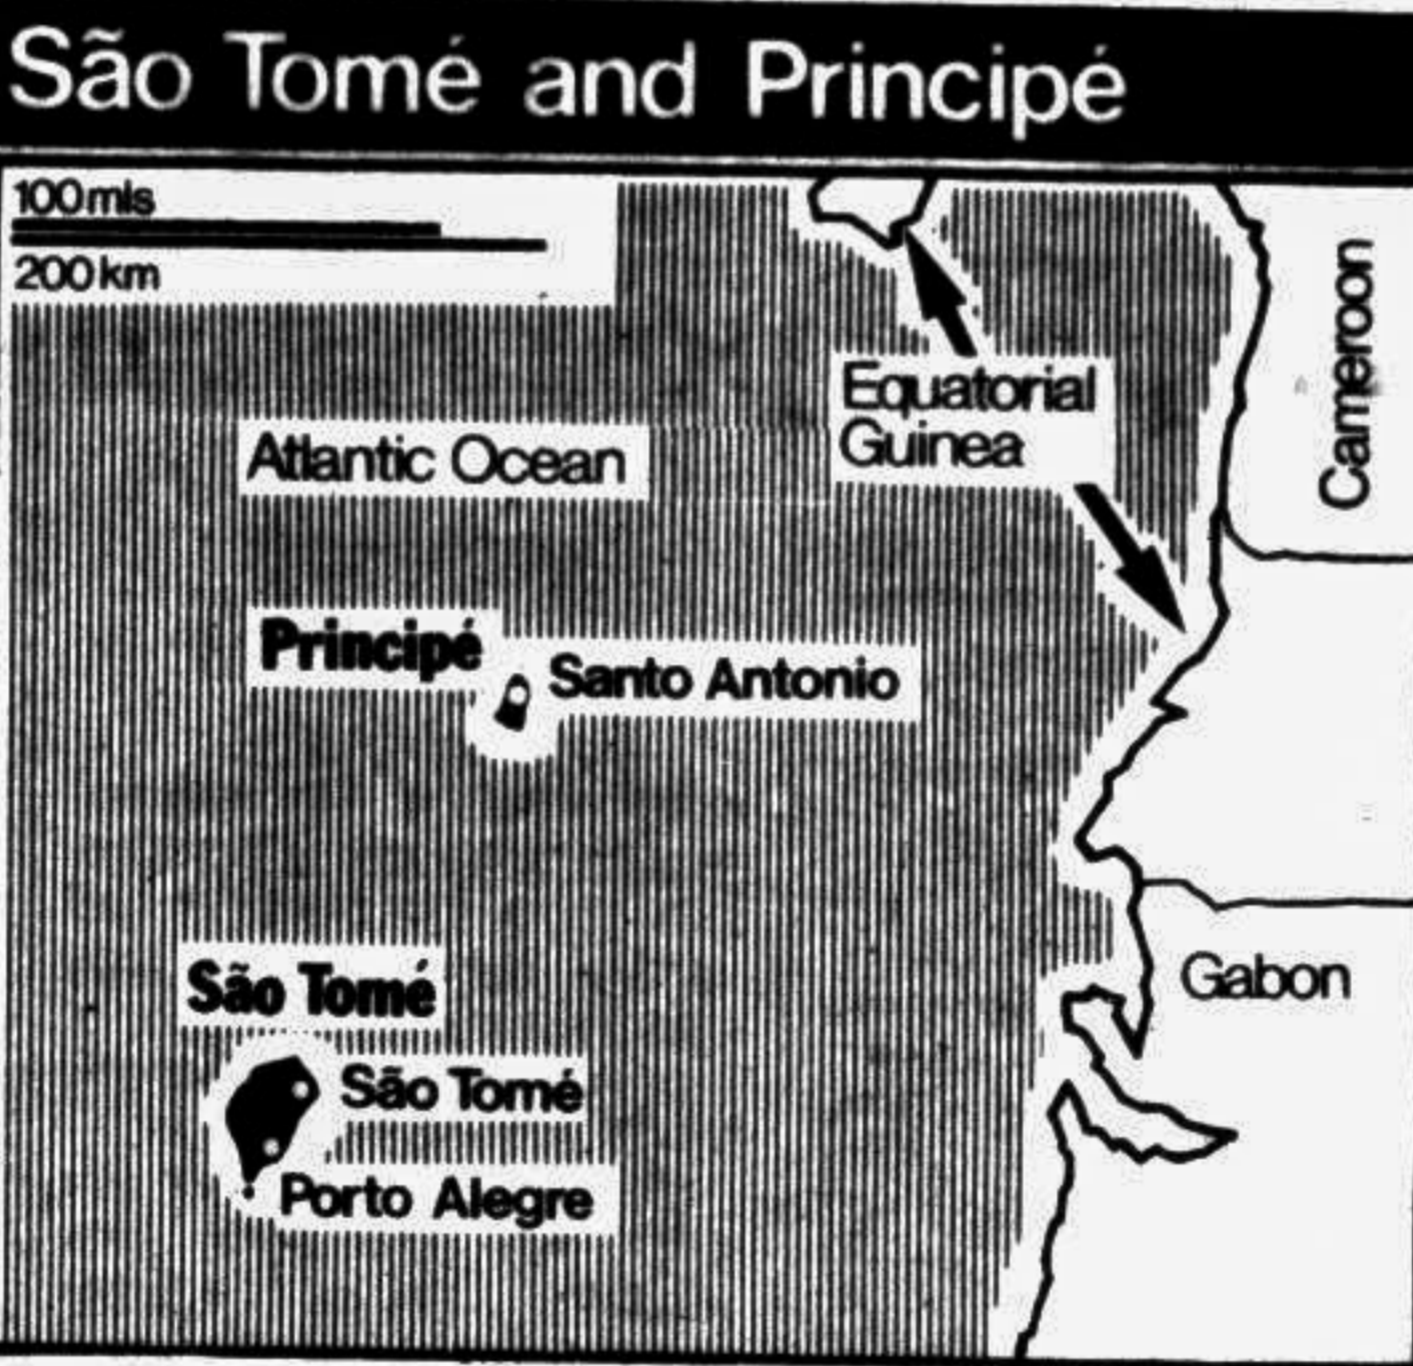 São Tomé and Principé
100mls
200km
Cameroon
Equatorial
Guinea
Atlantic Ocean
Principé
Santo Antonio
São Tomé
Gabon
São Tomé
Porto Alegre